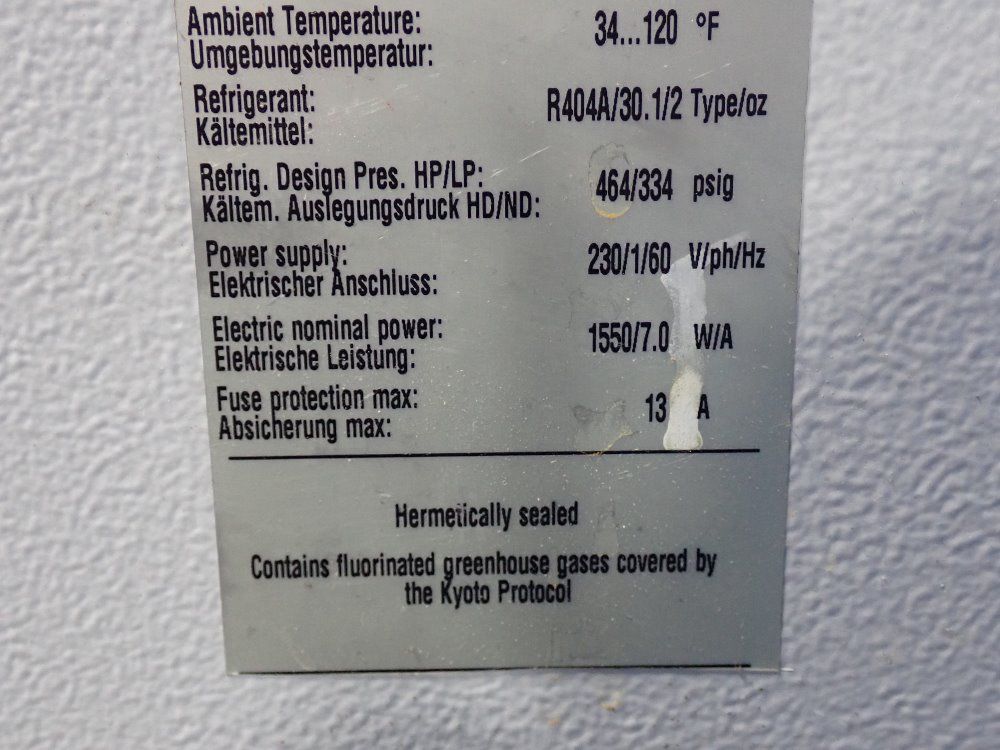 Ambient Temperature: 34...120 °F
Umgebungstemperatur:
Refrigerant: R404A/30.1/2 Type/oz
Kältemittel:
Refrig. Design Pres. HP/LP: 464/334 psig
Kältem. Auslegungsdruck HD/ND:
Power supply: 230/1/60 V/ph/Hz
Elektrischer Anschluss:
Electric nominal power: 1550/7.0 W/A
Elektrische Leistung:
Fuse protection max: 13 A
Absicherung max:
Hermetically sealed
Contains fluorinated greenhouse gases covered by
the Kyoto Protocol